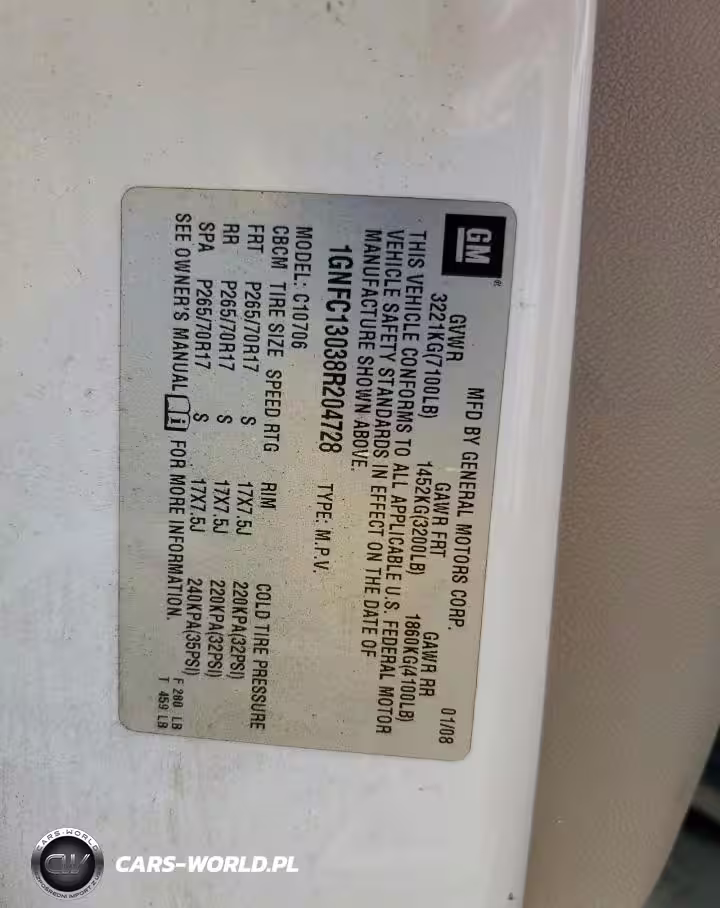 GM
MFD BY GENERAL MOTORS CORP. 01/08
GVWR GAWR FRT GAWR RR
3221KG(7100LB) 1452KG(3200LB) 1860KG(4100LB)
THIS VEHICLE CONFORMS TO ALL APPLICABLE U.S. FEDERAL MOTOR
VEHICLE SAFETY STANDARDS IN EFFECT ON THE DATE OF
MANUFACTURE SHOWN ABOVE.
1GNFC13038R204728 TYPE: M.P.V.
MODEL: C10706
CBCM TIRE SIZE SPEED RTG RIM COLD TIRE PRESSURE
FRT P265/70R17 S 17X7.5J 220KPA(32PSI)
RR P265/70R17 S 17X7.5J 220KPA(32PSI)
SPA P265/70R17 S 17X7.5J 240KPA(35PSI)
SEE OWNER'S MANUAL FOR MORE INFORMATION.
F 280 LB
T 459 LB
CARS-WORLD
CW
CARS-WORLD.PL